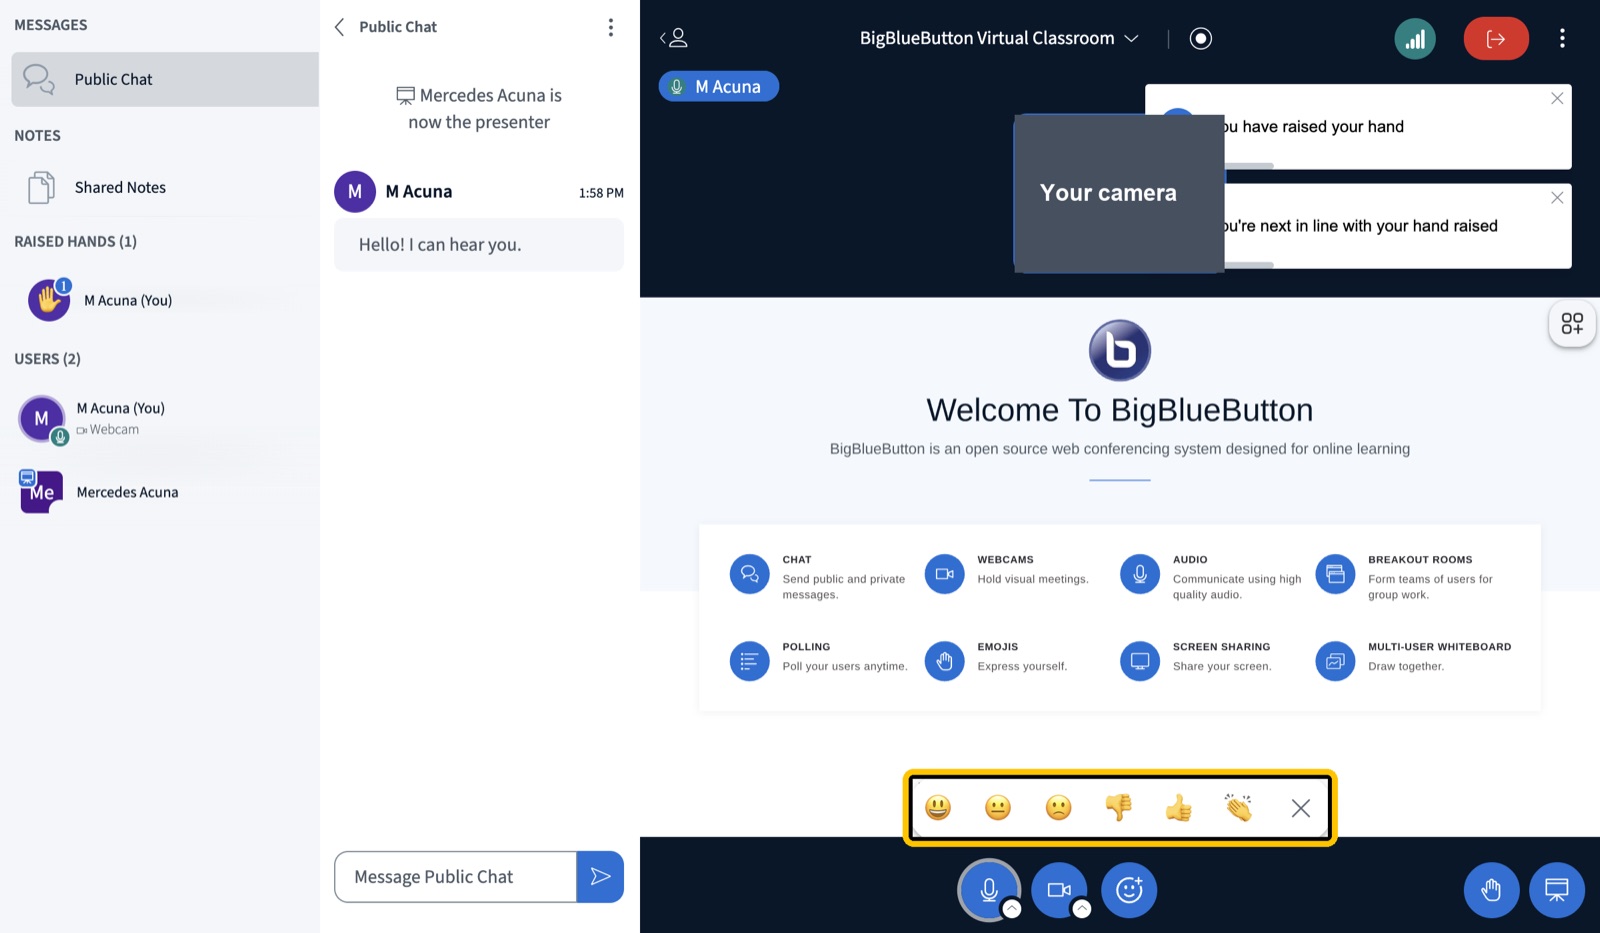 MESSAGES
Public Chat
NOTES
Shared Notes
RAISED HANDS (1)
1
M Acuna (You)
USERS (2)
M
M Acuna (You)
Webcam
Me
Mercedes Acuna
Public Chat
Mercedes Acuna is
now the presenter
M
M Acuna
1:58 PM
Hello! I can hear you.
Message Public Chat
BigBlueButton Virtual Classroom
M Acuna
ou have raised your hand
Your camera
ou're next in line with your hand raised
b
Welcome To BigBlueButton
BigBlueButton is an open source web conferencing system designed for online learning
CHAT
Send public and private
messages.
WEBCAMS
Hold visual meetings.
AUDIO
Communicate using high
quality audio.
BREAKOUT ROOMS
Form teams of users for
group work.
POLLING
Poll your users anytime.
EMOJIS
Express yourself.
SCREEN SHARING
Share your screen.
MULTI-USER WHITEBOARD
Draw together.